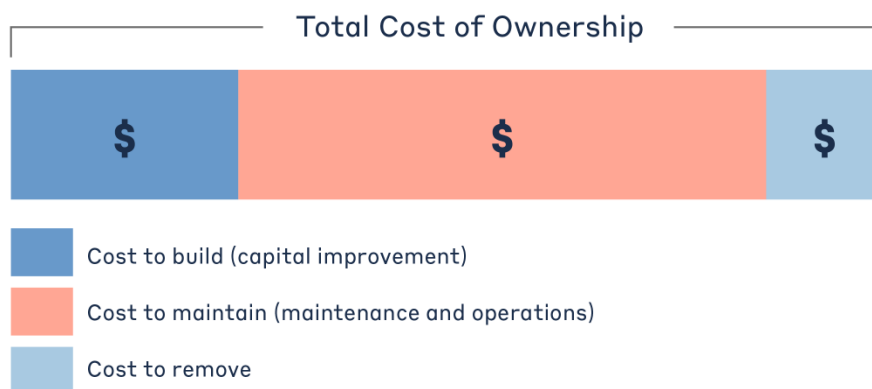 Total Cost of Ownership
$ $ $
Cost to build (capital improvement)
Cost to maintain (maintenance and operations)
Cost to remove